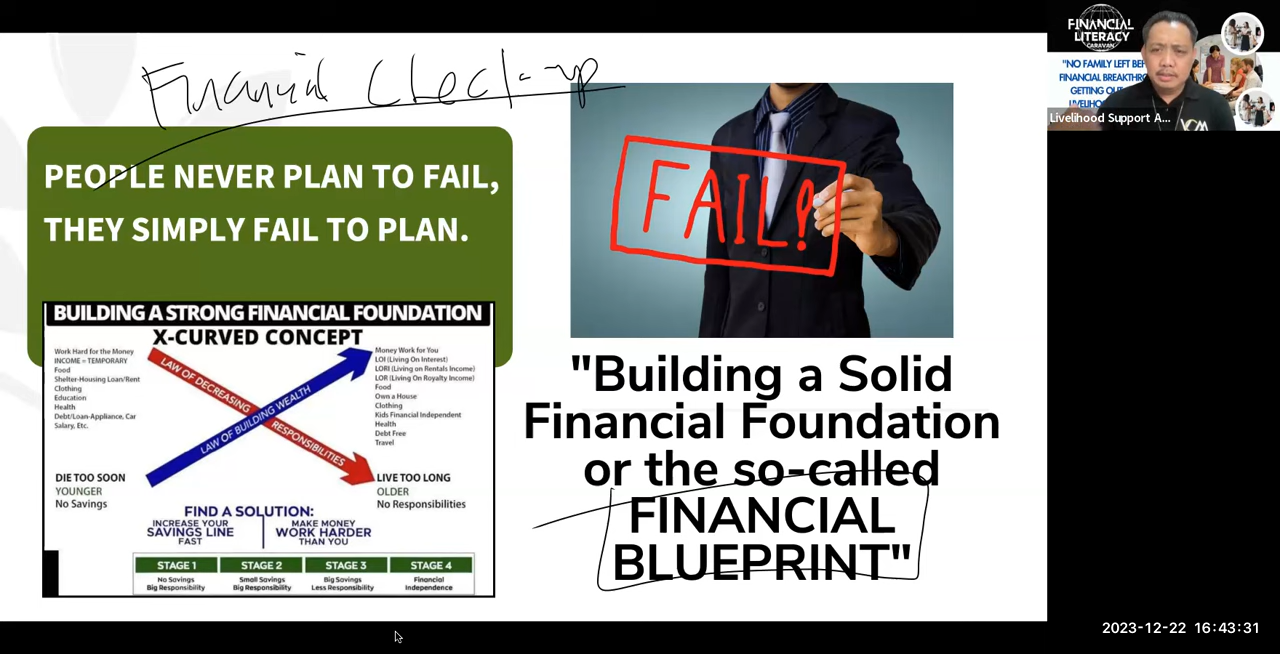 Financial Check-up
PEOPLE NEVER PLAN TO FAIL,
THEY SIMPLY FAIL TO PLAN.
BUILDING A STRONG FINANCIAL FOUNDATION
X-CURVED CONCEPT
Work Hard for the Money
INCOME = TEMPORARY
Food
Shelter-Housing Loan/Rent
Clothing
Education
Health
Debt/Loan-Appliance, Car
Salary, Etc.
LAW OF DECREASING
RESPONSIBILITIES
LAW OF BUILDING WEALTH
Money Work for You
LOI (Living On Interest)
LORI (Living on Rentals Income)
LOR (Living On Royalty Income)
Food
Own a House
Clothing
Kids Financial Independent
Health
Debt Free
Travel
DIE TOO SOON
YOUNGER
No Savings
LIVE TOO LONG
OLDER
No Responsibilities
FIND A SOLUTION:
INCREASE YOUR
SAVINGS LINE
FAST
MAKE MONEY
WORK HARDER
THAN YOU
STAGE 1
No Savings
Big Responsibility
STAGE 2
Small Savings
Big Responsibility
STAGE 3
Big Savings
Less Responsibility
STAGE 4
Financial
Independence
FAIL!
"Building a Solid
Financial Foundation
or the so-called
FINANCIAL
BLUEPRINT"
FINANCIAL
LITERACY
CARAVAN
"NO FAMILY LEFT
FINANCIAL
GETTING
Livelihood Support A...
2023-12-22 16:43:31